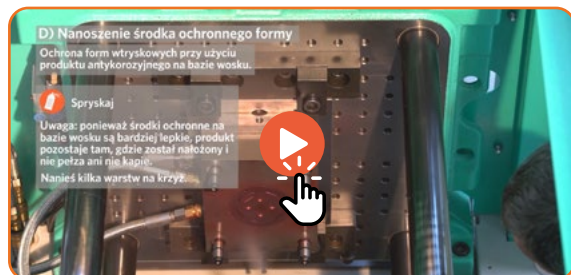 D) Nanoszenie środka ochronnego formy
Ochrona form wtryskowych przy użyciu
produktu antykorozyjnego na bazie wosku.
Spryskaj
Uwaga: ponieważ środki ochronne na
bazie wosku są bardziej lepkie, produkt
pozostaje tam, gdzie został nałożony i
nie pełza ani nie kapie.
Nanieś kilka warstw na krzyż.